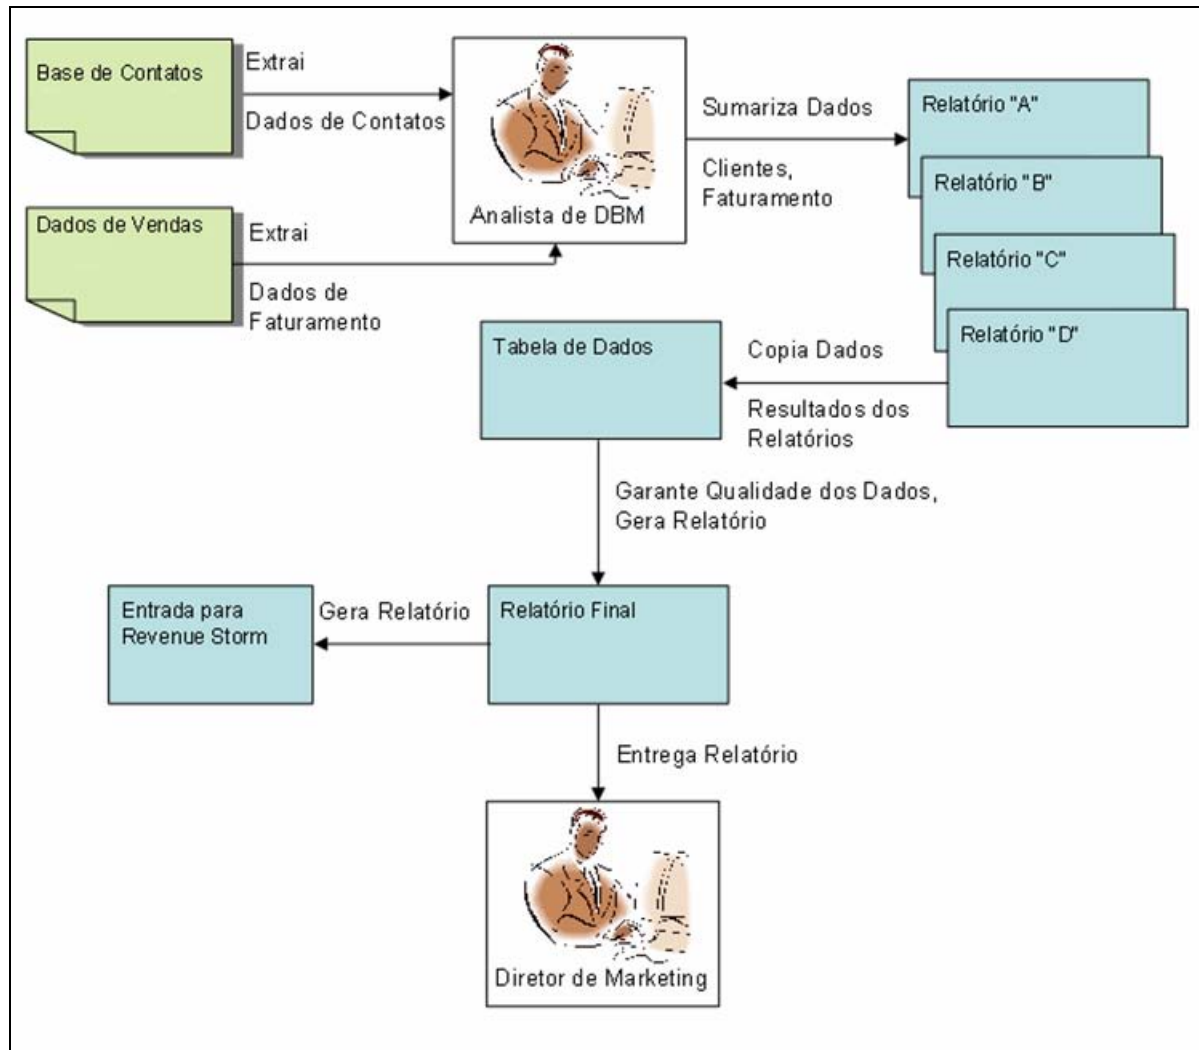 Base de Contatos
Extrai
Dados de Contatos
Analista de DBM
Sumariza Dados
Clientes,
Faturamento
Relatório "A"
Relatório "B"
Relatório "C"
Relatório "D"
Dados de Vendas
Extrai
Dados de
Faturamento
Tabela de Dados
Copia Dados
Resultados dos
Relatórios
Garante Qualidade dos Dados,
Gera Relatório
Entrada para
Revenue Storm
Gera Relatório
Relatório Final
Entrega Relatório
Diretor de Marketing